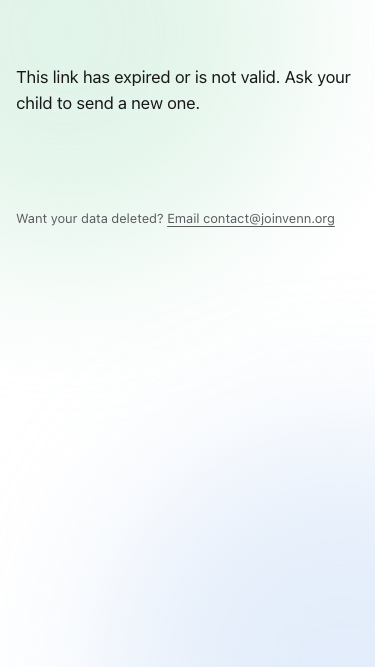 This link has expired or is not valid. Ask your
child to send a new one.
Want your data deleted? Email contact@joinvenn.org